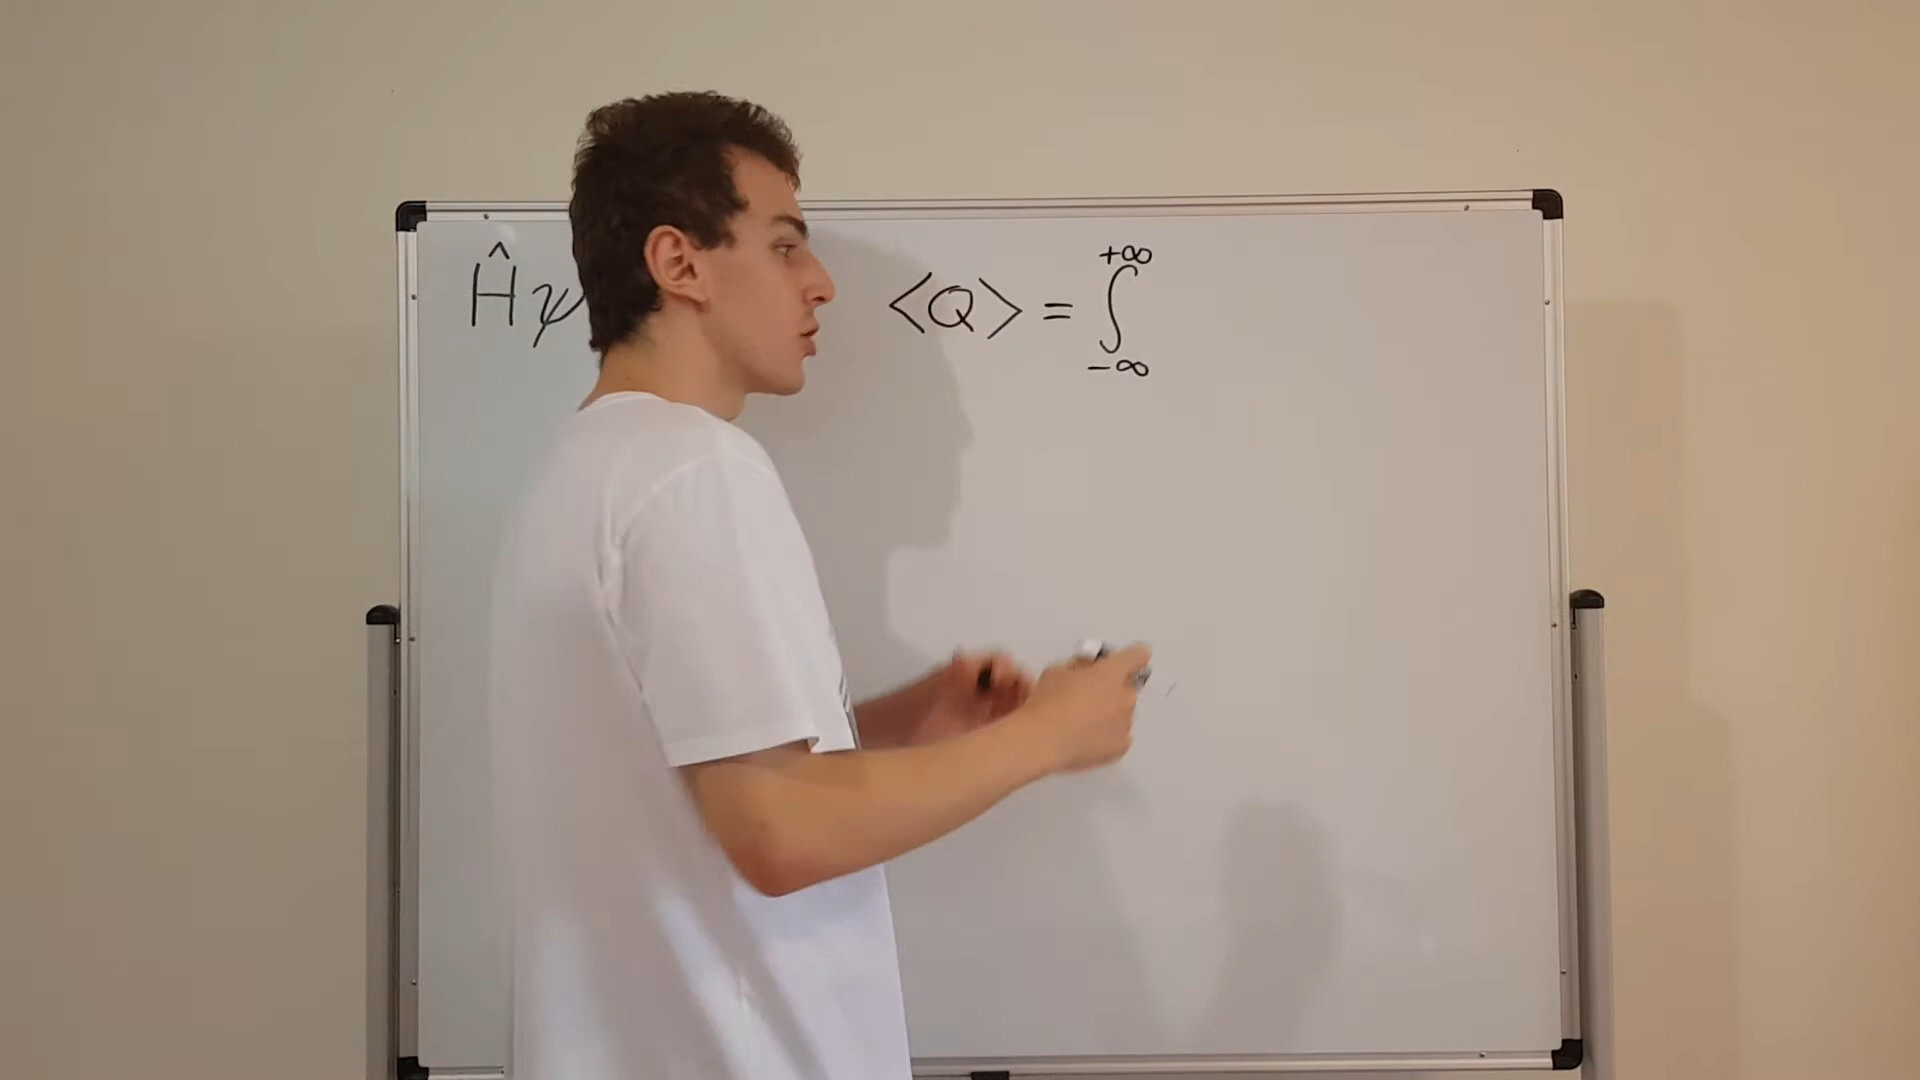 Ĥψ <Q> = ∫_{-∞}^{+∞}